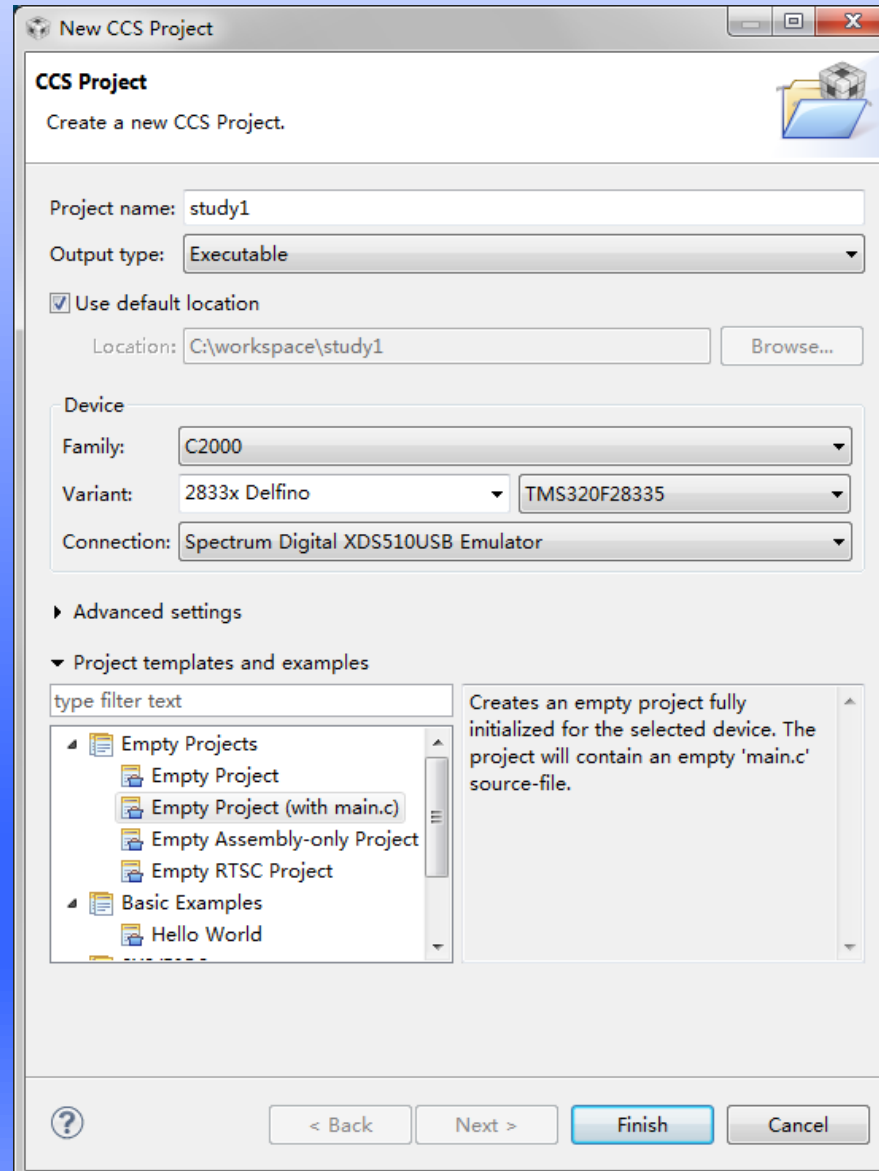 New CCS Project
CCS Project
Create a new CCS Project.
Project name: study1
Output type: Executable
Use default location
Location: C:\workspace\study1 Browse...
Device
Family: C2000
Variant: 2833x Delfino TMS320F28335
Connection: Spectrum Digital XDS510USB Emulator
Advanced settings
Project templates and examples
type filter text
Empty Projects
Empty Project
Empty Project (with main.c)
Empty Assembly-only Project
Empty RTSC Project
Basic Examples
Hello World
Creates an empty project fully
initialized for the selected device. The
project will contain an empty 'main.c'
source-file.
? < Back Next > Finish Cancel